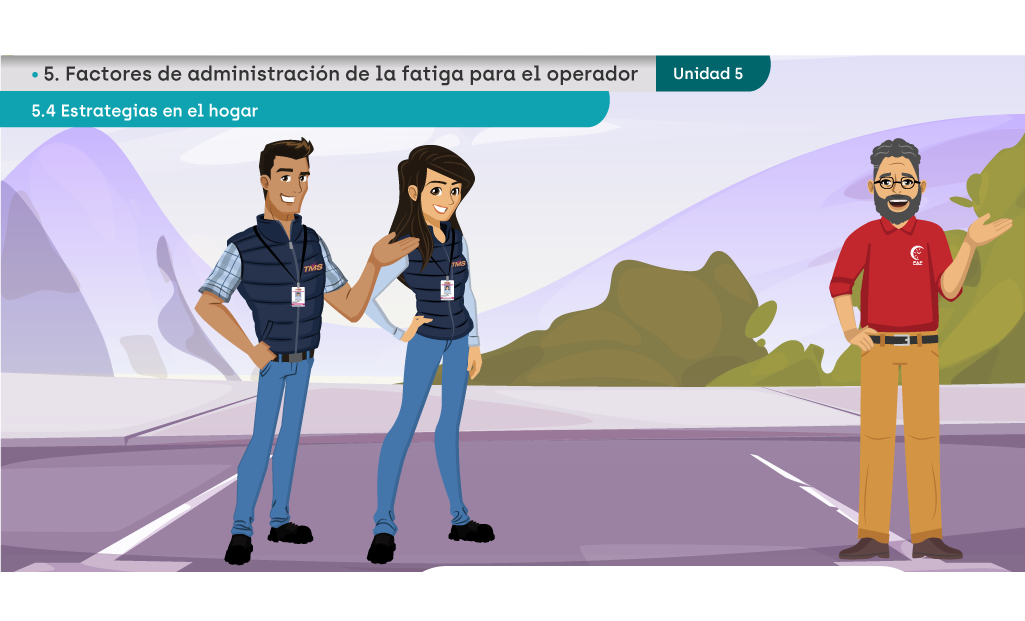 • 5. Factores de administración de la fatiga para el operador
Unidad 5
5.4 Estrategias en el hogar
TMS
TMS